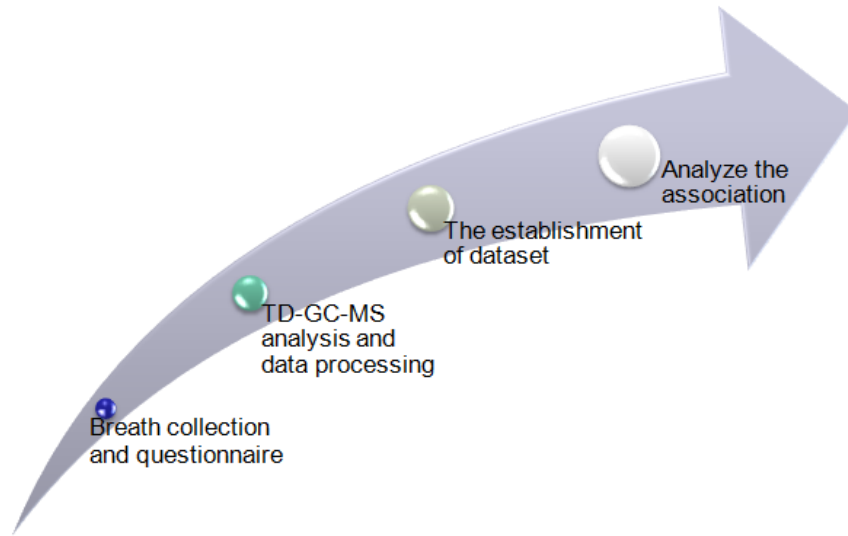 Analyze the
association
The establishment
of dataset
TD-GC-MS
analysis and
data processing
Breath collection
and questionnaire